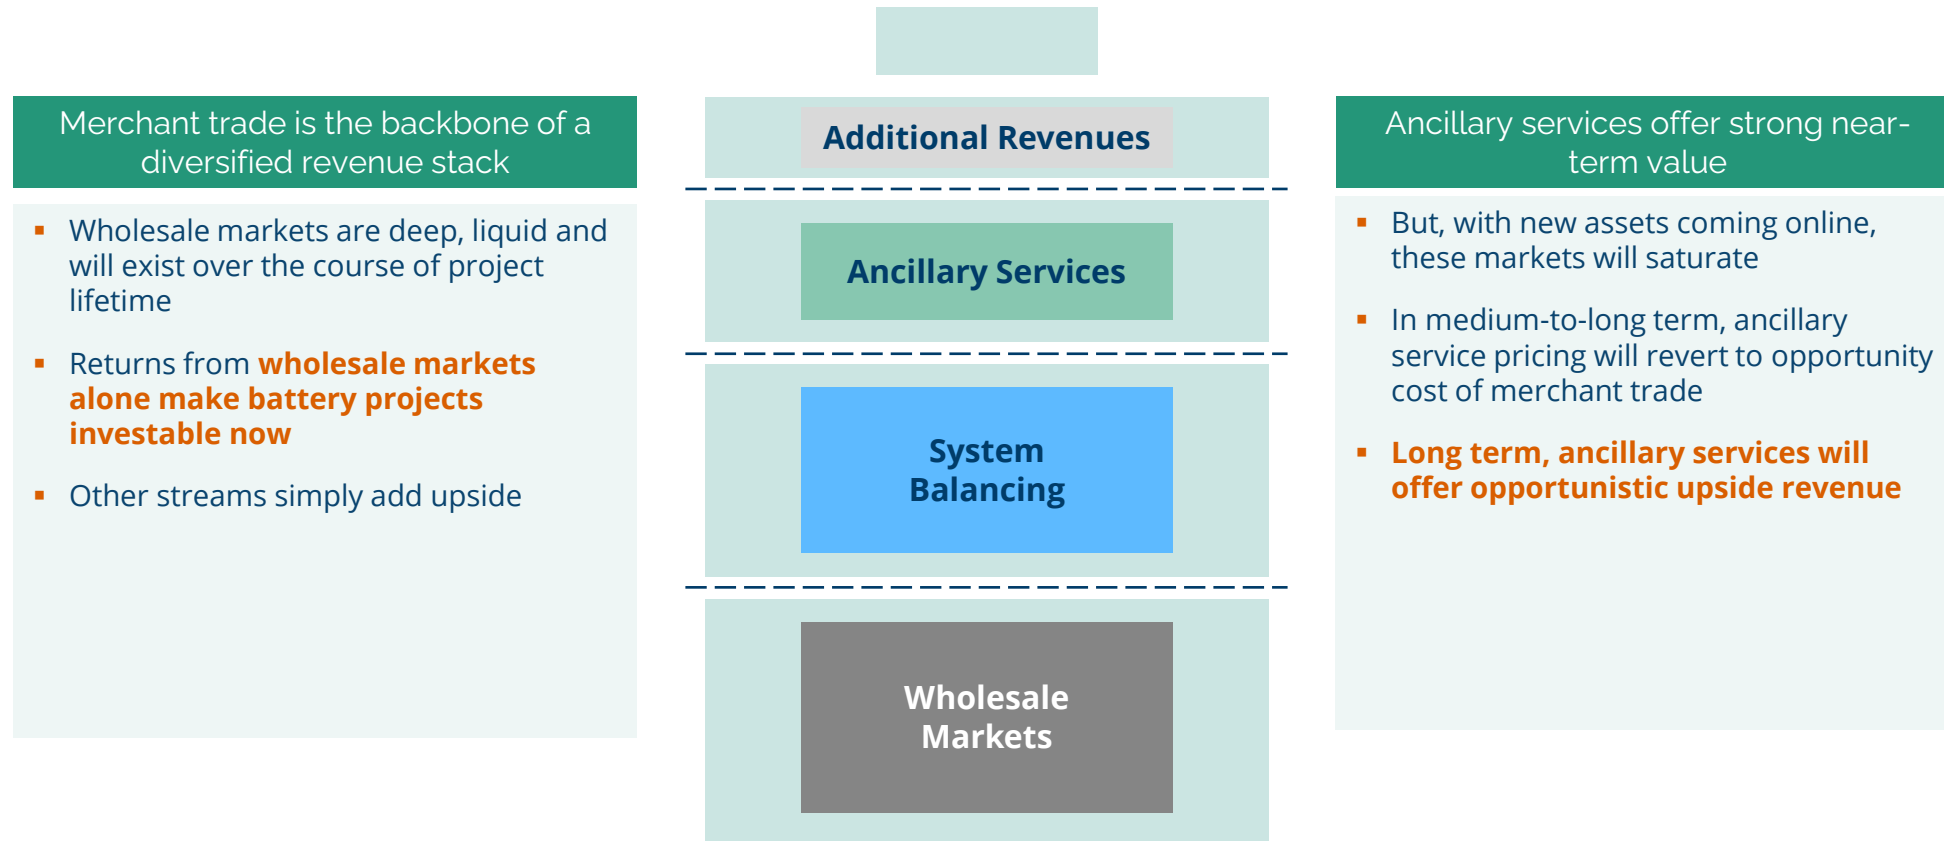 Merchant trade is the backbone of a
diversified revenue stack
▪ Wholesale markets are deep, liquid and
will exist over the course of project
lifetime
▪ Returns from wholesale markets
alone make battery projects
investable now
▪ Other streams simply add upside
Additional Revenues
Ancillary Services
System
Balancing
Wholesale
Markets
Ancillary services offer strong near-
term value
▪ But, with new assets coming online,
these markets will saturate
▪ In medium-to-long term, ancillary
service pricing will revert to opportunity
cost of merchant trade
▪ Long term, ancillary services will
offer opportunistic upside revenue